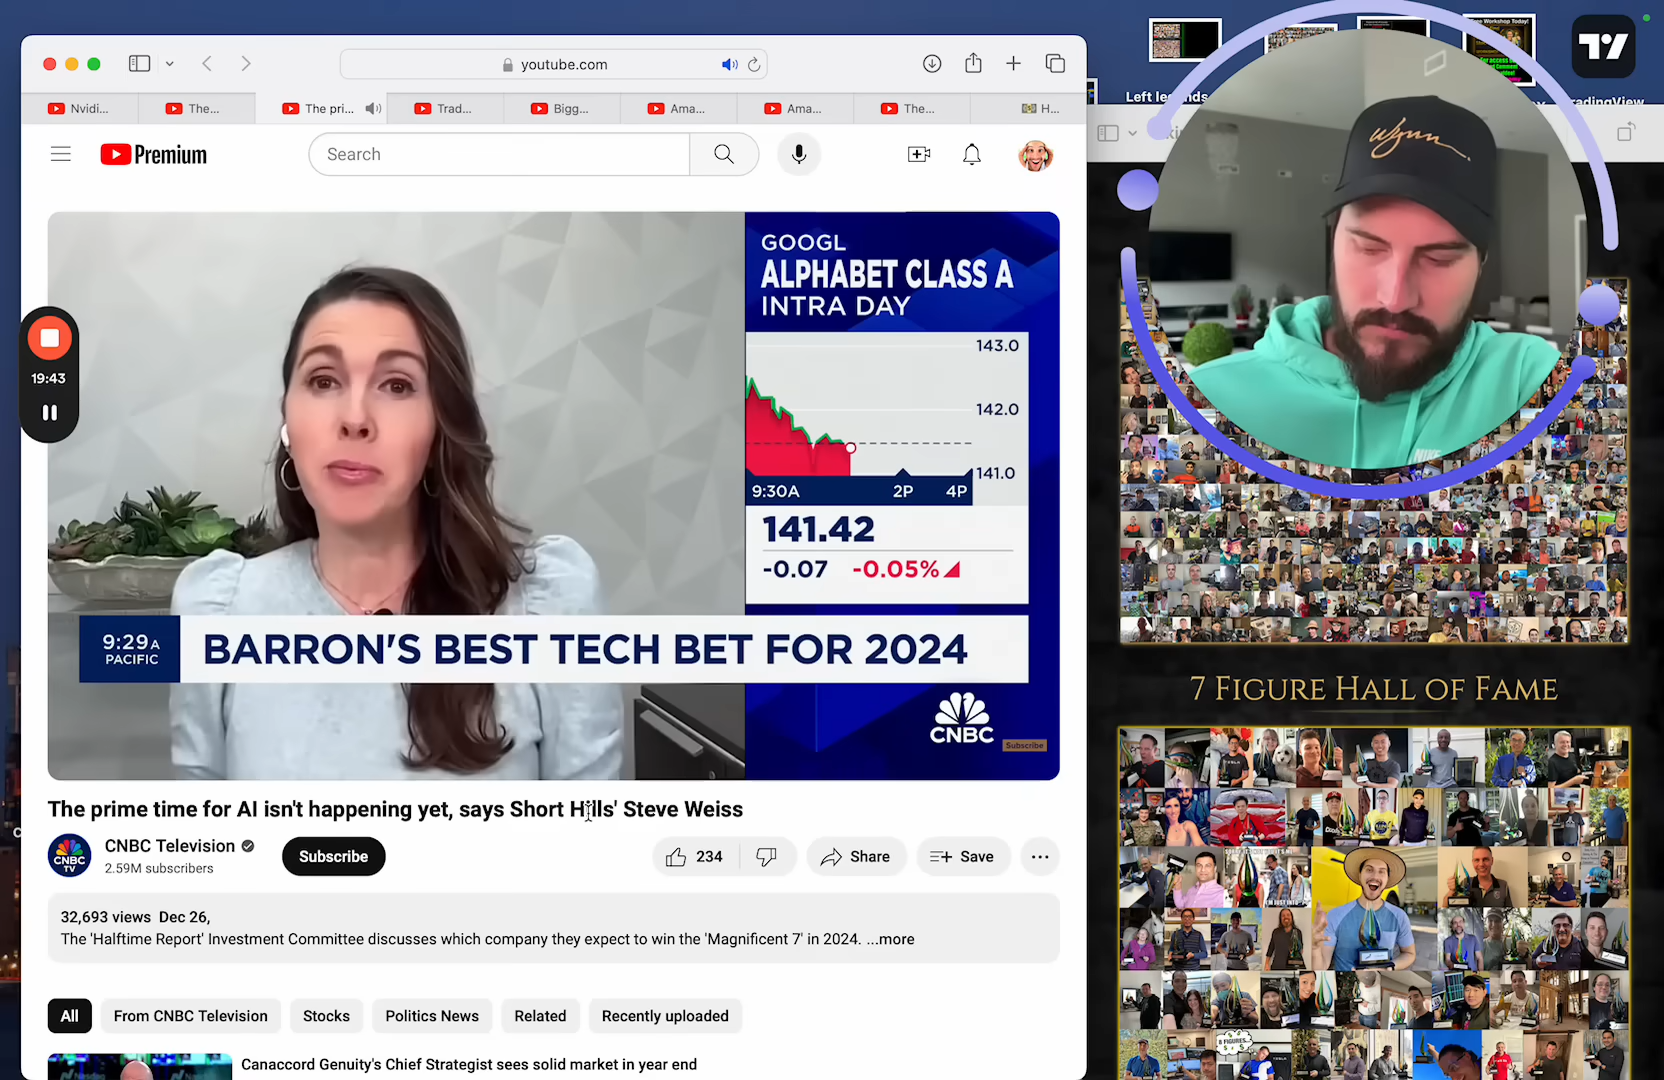 youtube.com
Nvidi...
The...
The pri...
Trad...
Bigg...
Ama...
Ama...
The...
H...
Premium
Search
GOOGL
ALPHABET CLASS A
INTRA DAY
143.0
142.0
141.0
9:30A 2P 4P
141.42
-0.07 -0.05%
19:43
9:29A
PACIFIC
BARRON'S BEST TECH BET FOR 2024
CNBC
Subscribe
The prime time for AI isn't happening yet, says Short Hills' Steve Weiss
CNBC
TV
CNBC Television
2.59M subscribers
Subscribe
234
Share
Save
32,693 views Dec 26,
The 'Halftime Report' Investment Committee discusses which company they expect to win the 'Magnificent 7' in 2024. ...more
All
From CNBC Television
Stocks
Politics News
Related
Recently uploaded
Canaccord Genuity's Chief Strategist sees solid market in year end
Wynn
NIKE
7 FIGURE HALL OF FAME